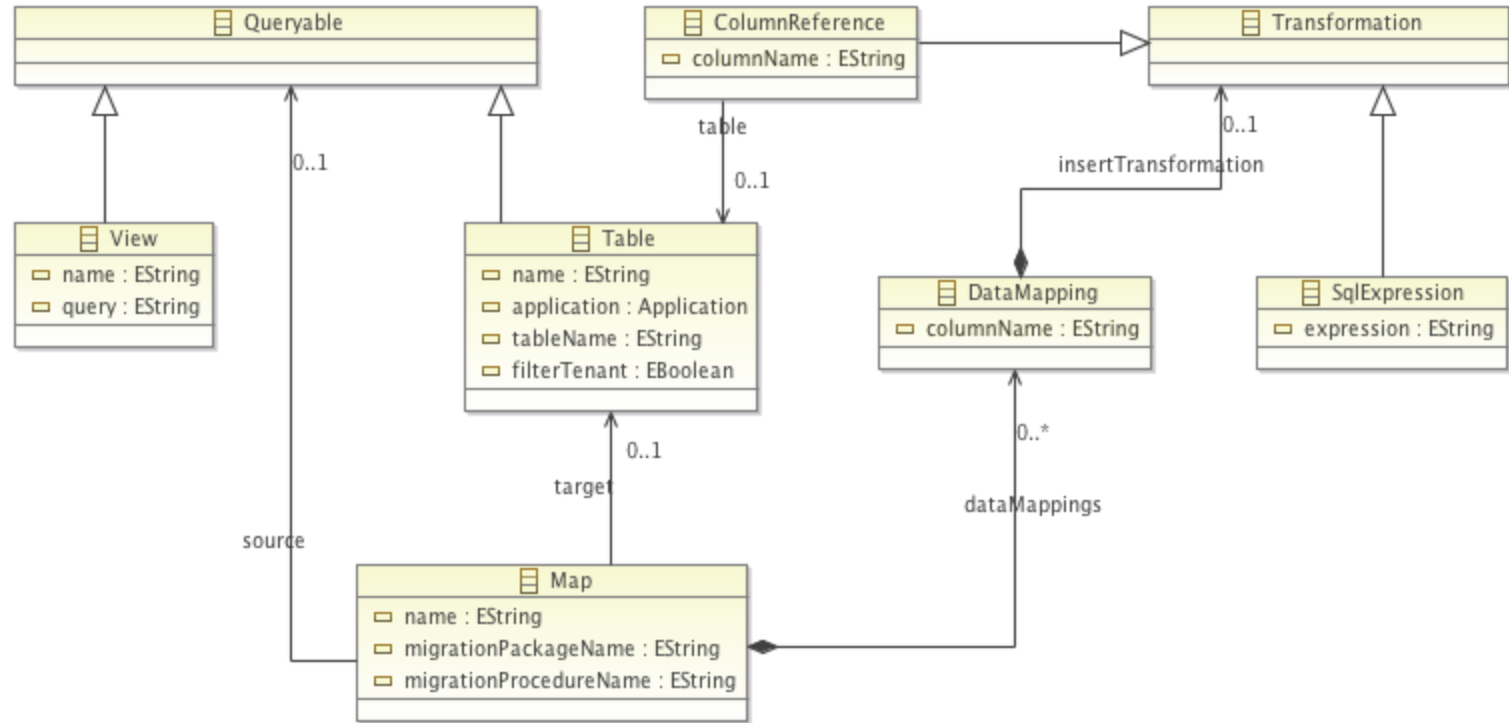 Queryable
ColumnReference
columnName : EString
Transformation
table
0..1
0..1
0..1
insertTransformation
View
name : EString
query : EString
Table
name : EString
application : Application
tableName : EString
filterTenant : EBoolean
DataMapping
columnName : EString
SqlExpression
expression : EString
0..1
target
0..*
dataMappings
source
Map
name : EString
migrationPackageName : EString
migrationProcedureName : EString